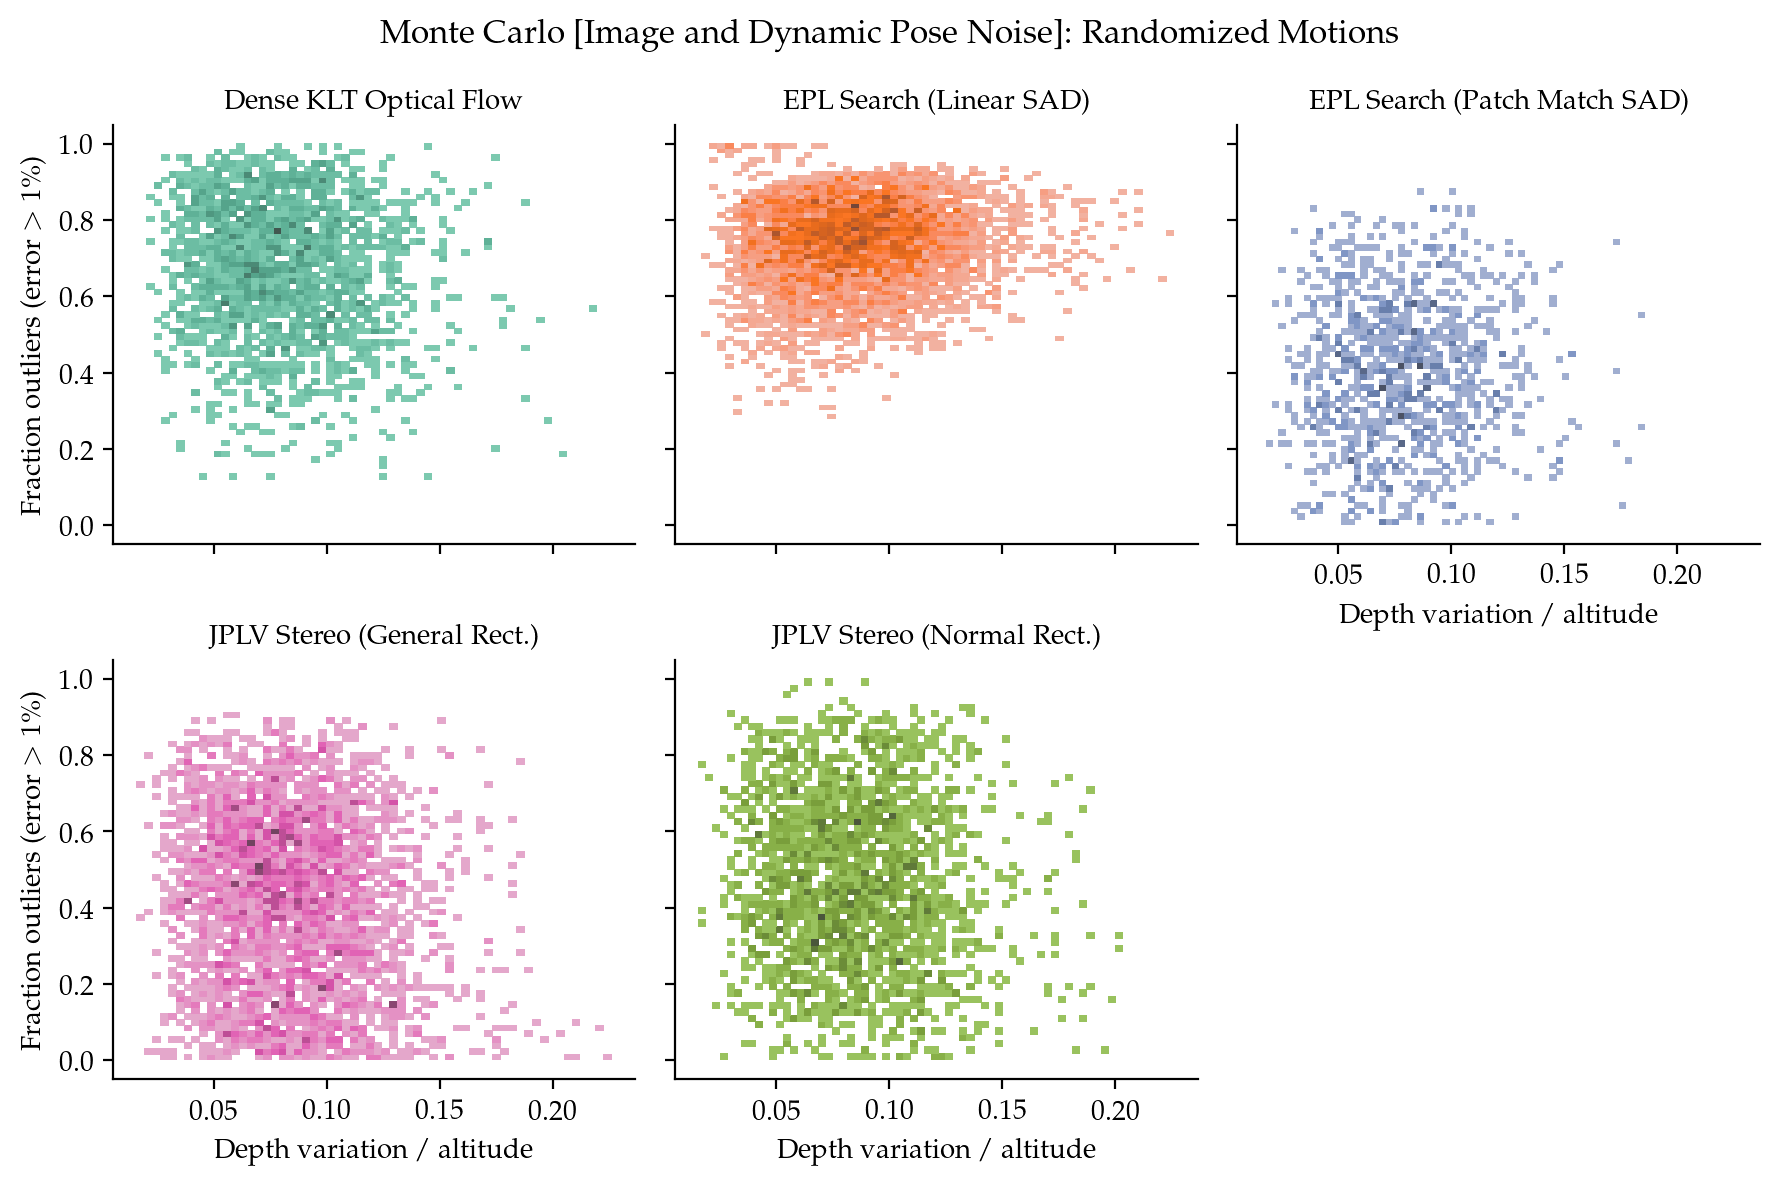 Monte Carlo [Image and Dynamic Pose Noise]: Randomized Motions
Dense KLT Optical Flow
EPL Search (Linear SAD)
EPL Search (Patch Match SAD)
Fraction outliers (error > 1%)
1.0
0.8
0.6
0.4
0.2
0.0
0.05 0.10 0.15 0.20
Depth variation / altitude
JPLV Stereo (General Rect.)
JPLV Stereo (Normal Rect.)
Fraction outliers (error > 1%)
1.0
0.8
0.6
0.4
0.2
0.0
0.05 0.10 0.15 0.20
Depth variation / altitude
0.05 0.10 0.15 0.20
Depth variation / altitude